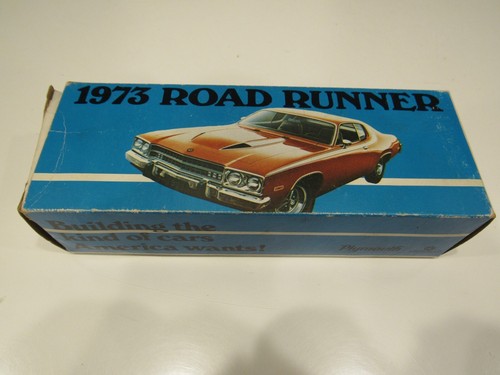 1973 ROAD RUNNER
Building the
kind of cars
America wants!
Plymouth